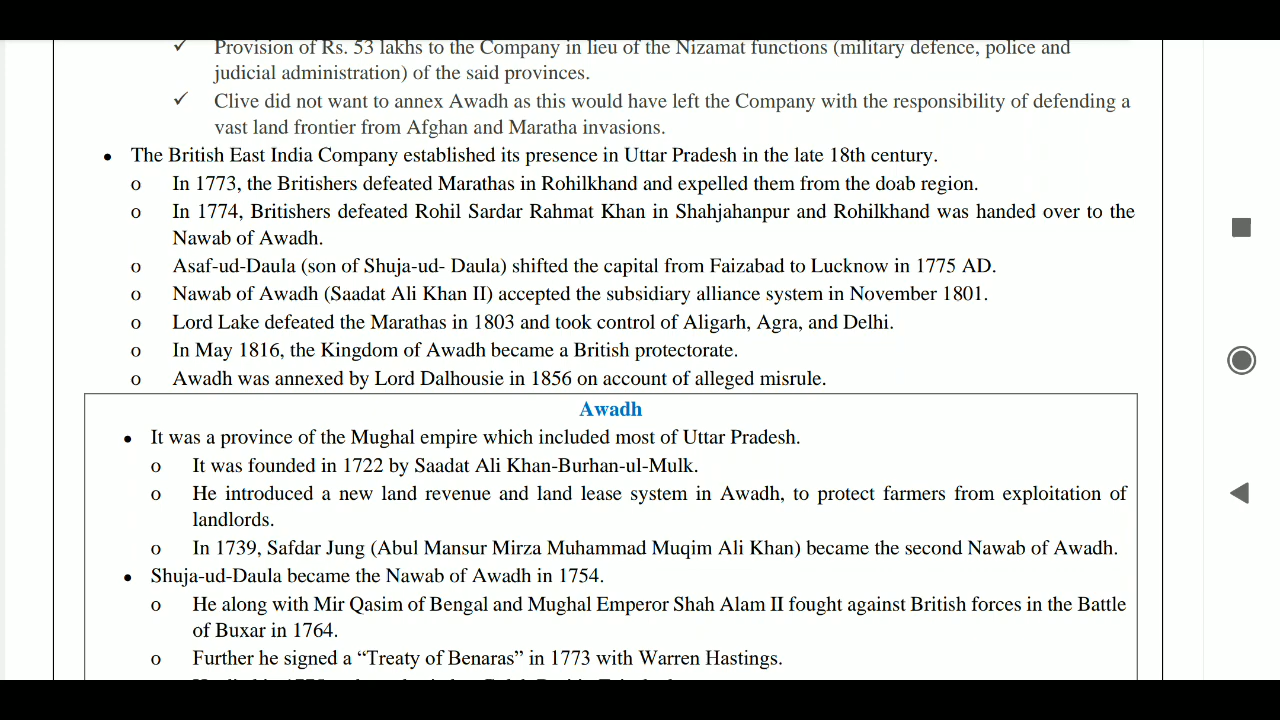 ✓ Provision of Rs. 53 lakhs to the Company in lieu of the Nizamat functions (military defence, police and
judicial administration) of the said provinces.
✓ Clive did not want to annex Awadh as this would have left the Company with the responsibility of defending a
vast land frontier from Afghan and Maratha invasions.
• The British East India Company established its presence in Uttar Pradesh in the late 18th century.
o In 1773, the Britishers defeated Marathas in Rohilkhand and expelled them from the doab region.
o In 1774, Britishers defeated Rohil Sardar Rahmat Khan in Shahjahanpur and Rohilkhand was handed over to the
Nawab of Awadh.
o Asaf-ud-Daula (son of Shuja-ud- Daula) shifted the capital from Faizabad to Lucknow in 1775 AD.
o Nawab of Awadh (Saadat Ali Khan II) accepted the subsidiary alliance system in November 1801.
o Lord Lake defeated the Marathas in 1803 and took control of Aligarh, Agra, and Delhi.
o In May 1816, the Kingdom of Awadh became a British protectorate.
o Awadh was annexed by Lord Dalhousie in 1856 on account of alleged misrule.
Awadh
• It was a province of the Mughal empire which included most of Uttar Pradesh.
o It was founded in 1722 by Saadat Ali Khan-Burhan-ul-Mulk.
o He introduced a new land revenue and land lease system in Awadh, to protect farmers from exploitation of
landlords.
o In 1739, Safdar Jung (Abul Mansur Mirza Muhammad Muqim Ali Khan) became the second Nawab of Awadh.
• Shuja-ud-Daula became the Nawab of Awadh in 1754.
o He along with Mir Qasim of Bengal and Mughal Emperor Shah Alam II fought against British forces in the Battle
of Buxar in 1764.
o Further he signed a “Treaty of Benaras” in 1773 with Warren Hastings.